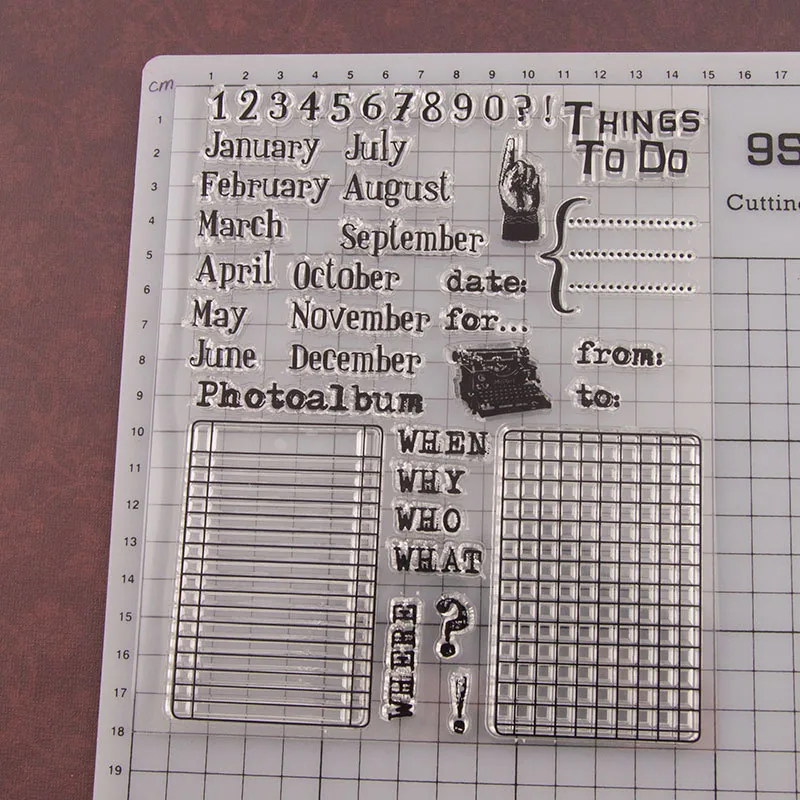 1 2 3 4 5 6 7 8 9 10 11 12 13 14 15 16 17
cm
1 2 3 4 5 6 7 8 9 10 11 12 13 14 15 16 17 18 19
1234567890?!
THINGS
TO DO
January July
February August
March September
April October
May November
June December
Photoalbum
date:
for...
from:
to:
WHEN
WHY
WHO
WHAT
WHERE
?
!
9S